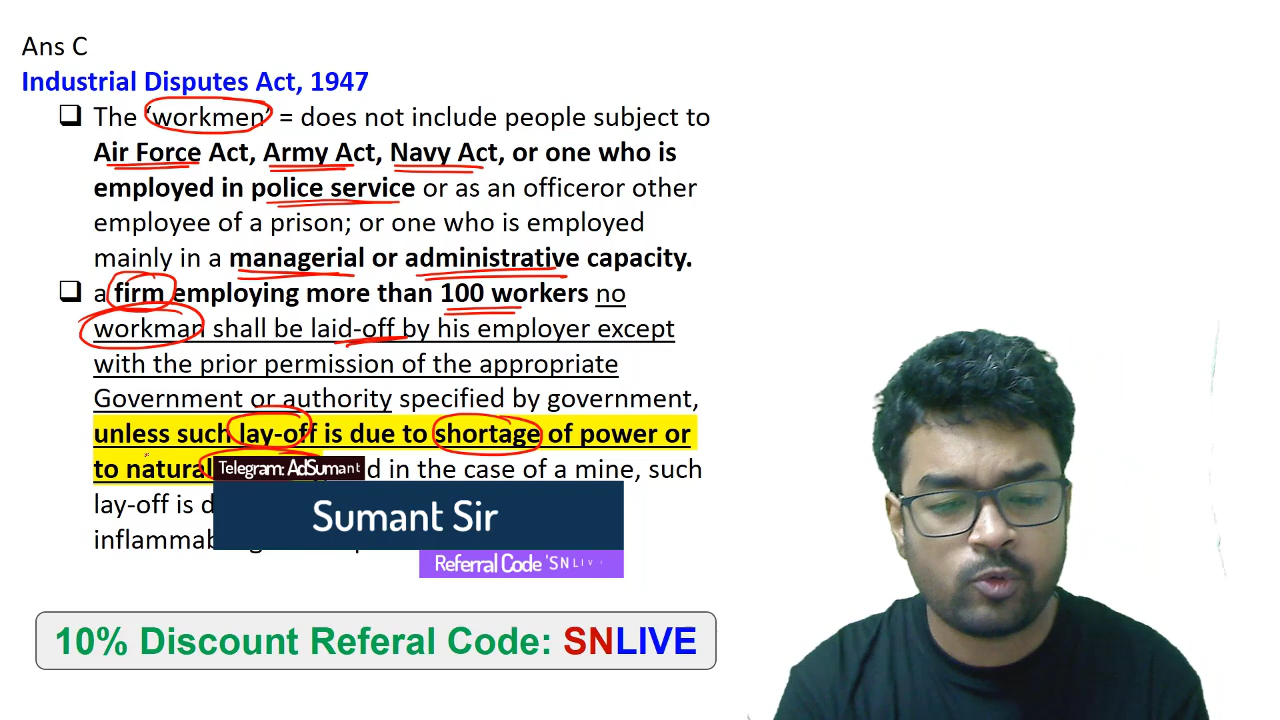 Ans C
Industrial Disputes Act, 1947
The ‘workmen’ = does not include people subject to
Air Force Act, Army Act, Navy Act, or one who is
employed in police service or as an officeror other
employee of a prison; or one who is employed
mainly in a managerial or administrative capacity.
a firm employing more than 100 workers no
workman shall be laid-off by his employer except
with the prior permission of the appropriate
Government or authority specified by government,
unless such lay-off is due to shortage of power or
to natural in the case of a mine, such
Telegram: AdSumant
lay-off is
Sumant Sir
Referral Code 'SNLIV
10% Discount Referal Code: SNLIVE